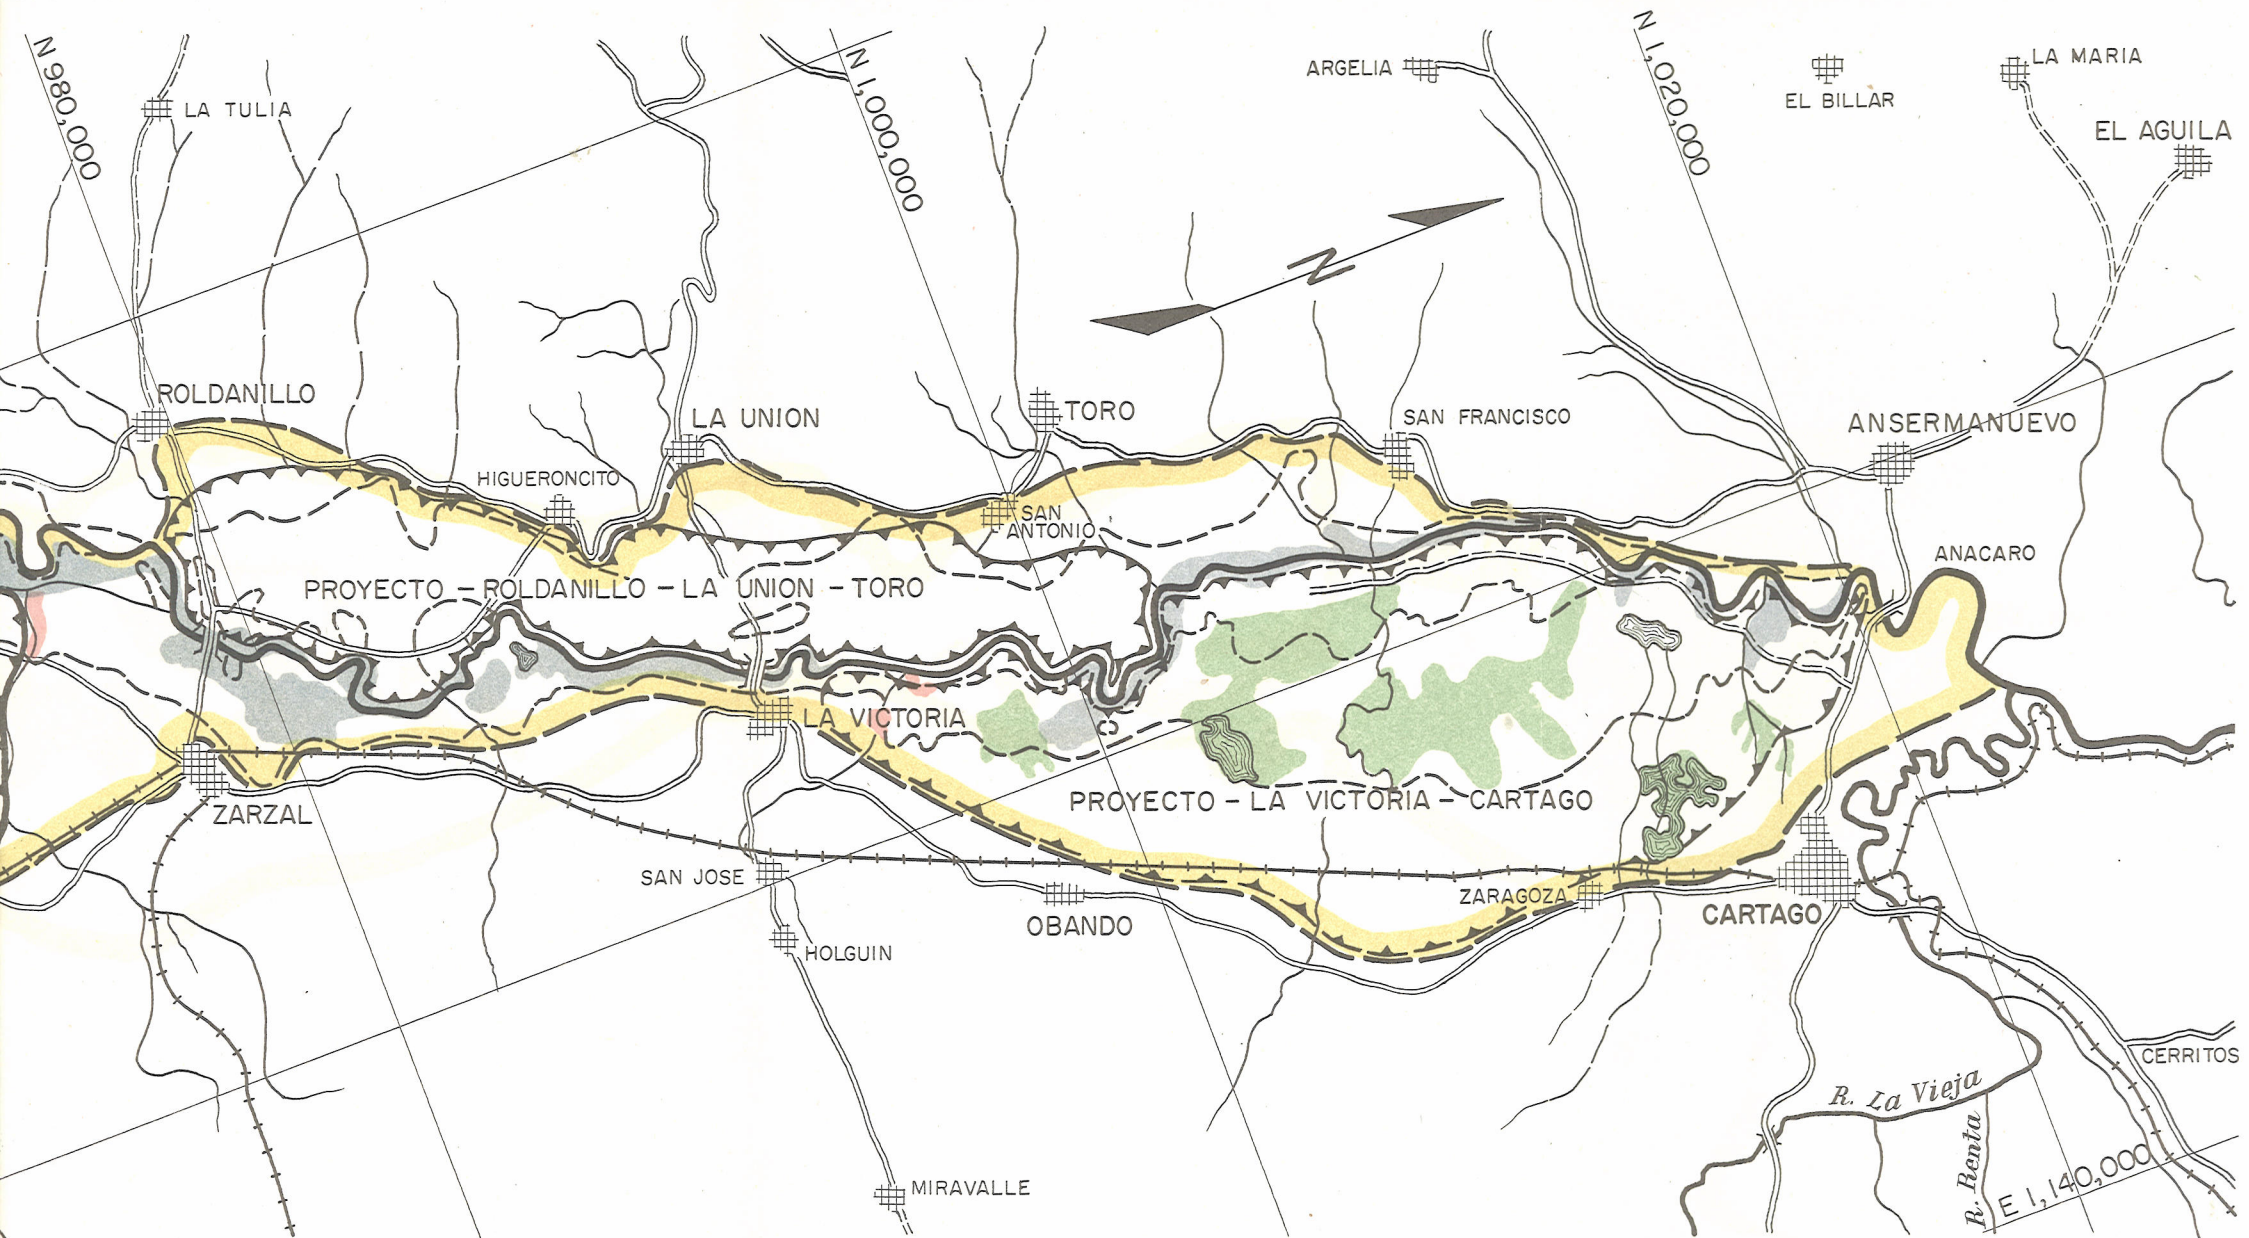 N 980,000
N 1,000,000
N 1,020,000
LA TULIA
ARGELIA
EL BILLAR
LA MARIA
EL AGUILA
N
ROLDANILLO
LA UNION
TORO
SAN FRANCISCO
ANSERMANUEVO
HIGUERONCITO
SAN
ANTONIO
ANACARO
PROYECTO - ROLDANILLO - LA UNION - TORO
LA VICTORIA
ZARZAL
PROYECTO - LA VICTORIA - CARTAGO
SAN JOSE
OBANDO
ZARAGOZA
CARTAGO
HOLGUIN
CERRITOS
R. La Vieja
R. Renta
MIRAVALLE
E 1,140,000